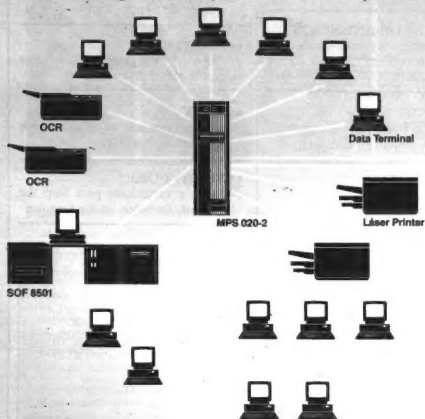 OCR
Data Terminal
OCR
MPS 020-2
Láser Printer
SOF 8501